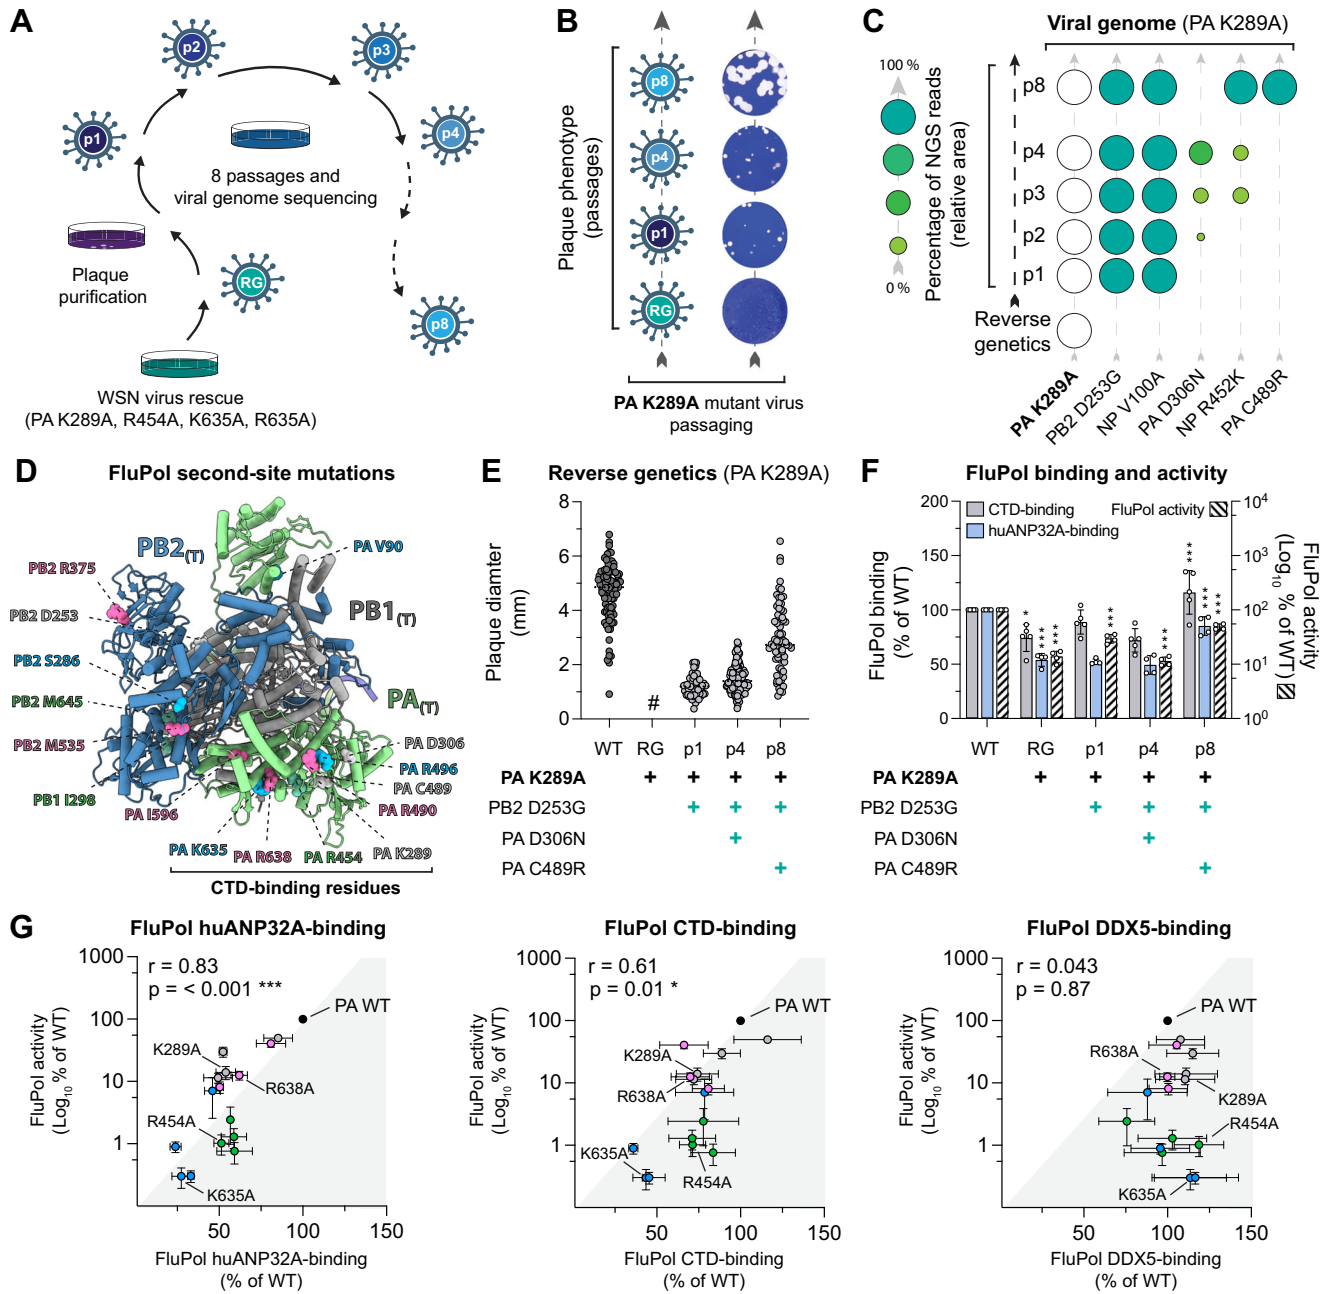 A
p2
p3
p1
p4
8 passages and
viral genome sequencing
Plaque
purification
RG
p8
WSN virus rescue
(PA K289A, R454A, K635A, R635A)
B
Plaque phenotype
(passages)
p8
p4
p1
RG
PA K289A mutant virus
passaging
C
Viral genome (PA K289A)
100 %
0 %
Percentage of NGS reads
(relative area)
p8
p4
p3
p2
p1
Reverse
genetics
PA K289A
PB2 D253G
NP V100A
PA D306N
NP R452K
PA C489R
D
FluPol second-site mutations
PB2(T)
PA V90
PB2 R375
PB1(T)
PB2 D253
PB2 S286
PB2 M645
PA(T)
PB2 M535
PA D306
PA R496
PB1 I298
PA C489
PA I596
PA R490
PA K635
PA R638
PA R454
PA K289
CTD-binding residues
E
Reverse genetics (PA K289A)
Plaque diamter
(mm)
8
6
4
2
0
#
WT RG p1 p4 p8
PA K289A + + + +
PB2 D253G + + +
PA D306N +
PA C489R +
F
FluPol binding and activity
FluPol binding
(% of WT)
200
150
100
50
0
CTD-binding
huANP32A-binding
FluPol activity
* *** *** *** *** *** *** ***
10^4
10^3
10^2
10^1
10^0
FluPol activity
(Log10 % of WT)
WT RG p1 p4 p8
PA K289A + + + +
PB2 D253G + + +
PA D306N +
PA C489R +
G
FluPol huANP32A-binding
FluPol activity
(Log10 % of WT)
1000
100
10
1
r = 0.83
p = < 0.001 ***
PA WT
K289A
R638A
R454A
K635A
50 100 150
FluPol huANP32A-binding
(% of WT)
FluPol CTD-binding
FluPol activity
(Log10 % of WT)
1000
100
10
1
r = 0.61
p = 0.01 *
PA WT
K289A
R638A
K635A
R454A
50 100 150
FluPol CTD-binding
(% of WT)
FluPol DDX5-binding
FluPol activity
(Log10 % of WT)
1000
100
10
1
r = 0.043
p = 0.87
PA WT
R638A
K289A
R454A
K635A
50 100 150
FluPol DDX5-binding
(% of WT)